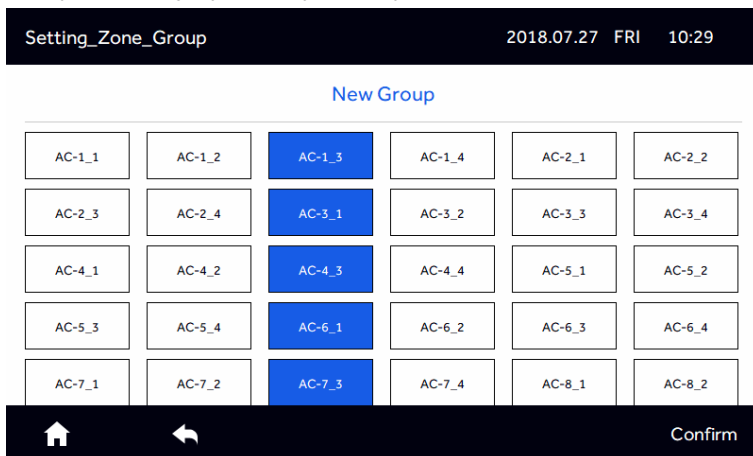 Setting_Zone_Group 2018.07.27 FRI 10:29
New Group
AC-1_1 AC-1_2 AC-1_3 AC-1_4 AC-2_1 AC-2_2
AC-2_3 AC-2_4 AC-3_1 AC-3_2 AC-3_3 AC-3_4
AC-4_1 AC-4_2 AC-4_3 AC-4_4 AC-5_1 AC-5_2
AC-5_3 AC-5_4 AC-6_1 AC-6_2 AC-6_3 AC-6_4
AC-7_1 AC-7_2 AC-7_3 AC-7_4 AC-8_1 AC-8_2
Confirm